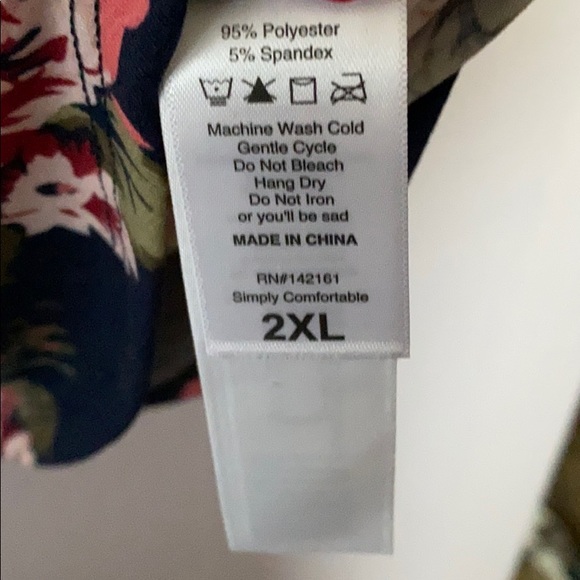 95% Polyester
5% Spandex
Machine Wash Cold
Gentle Cycle
Do Not Bleach
Hang Dry
Do Not Iron
or you'll be sad
MADE IN CHINA
RN#142161
Simply Comfortable
2XL